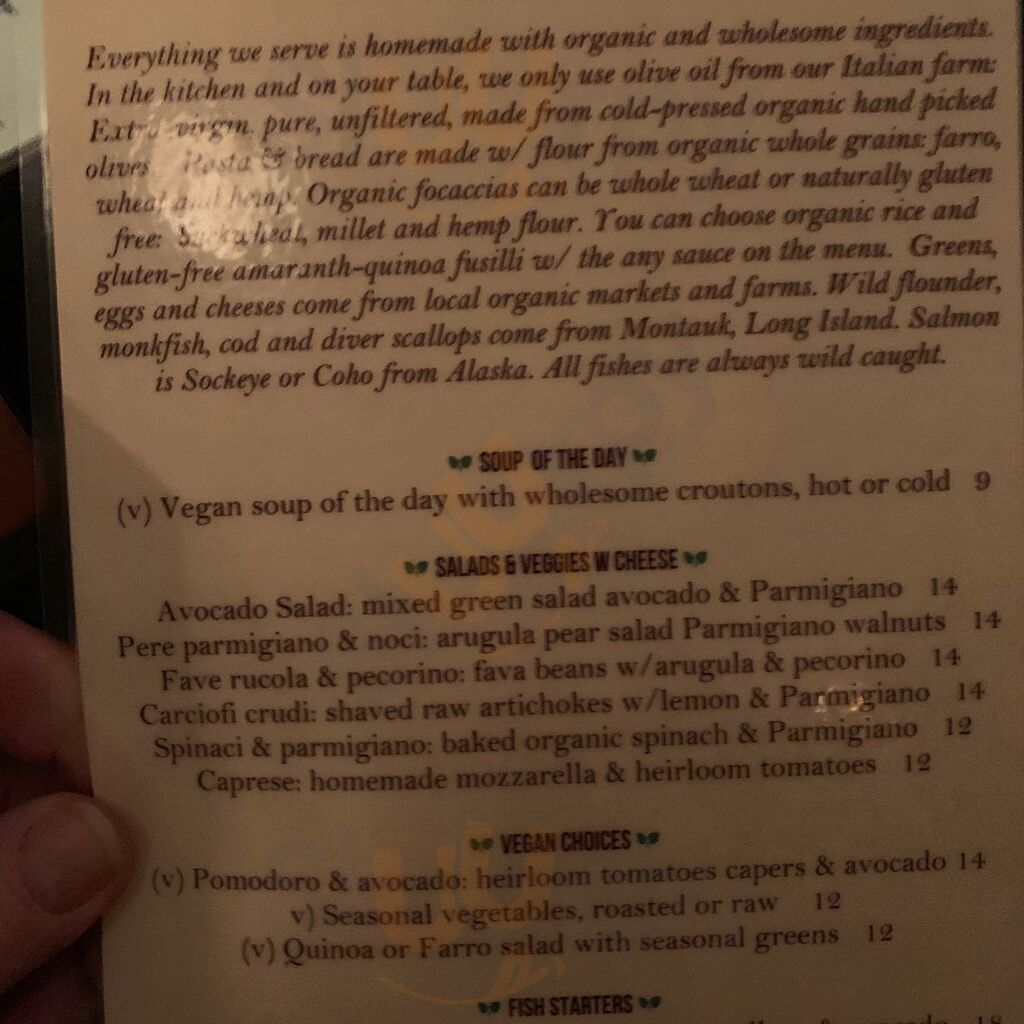 Everything we serve is homemade with organic and wholesome ingredients.
In the kitchen and on your table, we only use olive oil from our Italian farm:
Extra virgin, pure, unfiltered, made from cold-pressed organic hand picked
olives. Pasta & bread are made w/ flour from organic whole grains: farro,
wheat and hemp. Organic focaccias can be whole wheat or naturally gluten
free: buckwheat, millet and hemp flour. You can choose organic rice and
gluten-free amaranth-quinoa fusilli w/ the any sauce on the menu. Greens,
eggs and cheeses come from local organic markets and farms. Wild flounder,
monkfish, cod and diver scallops come from Montauk, Long Island. Salmon
is Sockeye or Coho from Alaska. All fishes are always wild caught.
SOUP OF THE DAY
(v) Vegan soup of the day with wholesome croutons, hot or cold 9
SALADS & VEGGIES W CHEESE
Avocado Salad: mixed green salad avocado & Parmigiano 14
Pere parmigiano & noci: arugula pear salad Parmigiano walnuts 14
Fave rucola & pecorino: fava beans w/arugula & pecorino 14
Carciofi crudi: shaved raw artichokes w/lemon & Parmigiano 14
Spinaci & parmigiano: baked organic spinach & Parmigiano 12
Caprese: homemade mozzarella & heirloom tomatoes 12
VEGAN CHOICES
(v) Pomodoro & avocado: heirloom tomatoes capers & avocado 14
v) Seasonal vegetables, roasted or raw 12
(v) Quinoa or Farro salad with seasonal greens 12
FISH STARTERS